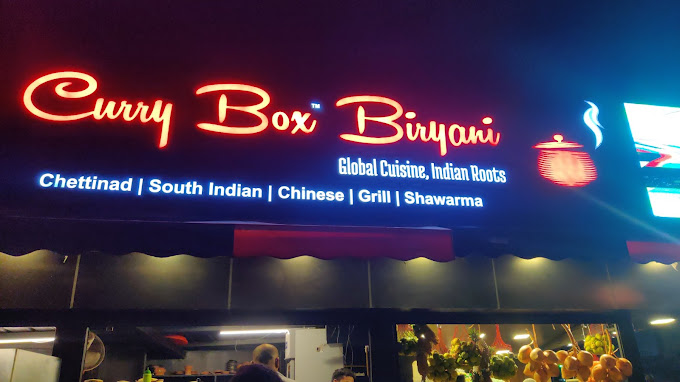 Curry Box™ Biryani
Global Cuisine, Indian Roots
Chettinad | South Indian | Chinese | Grill | Shawarma